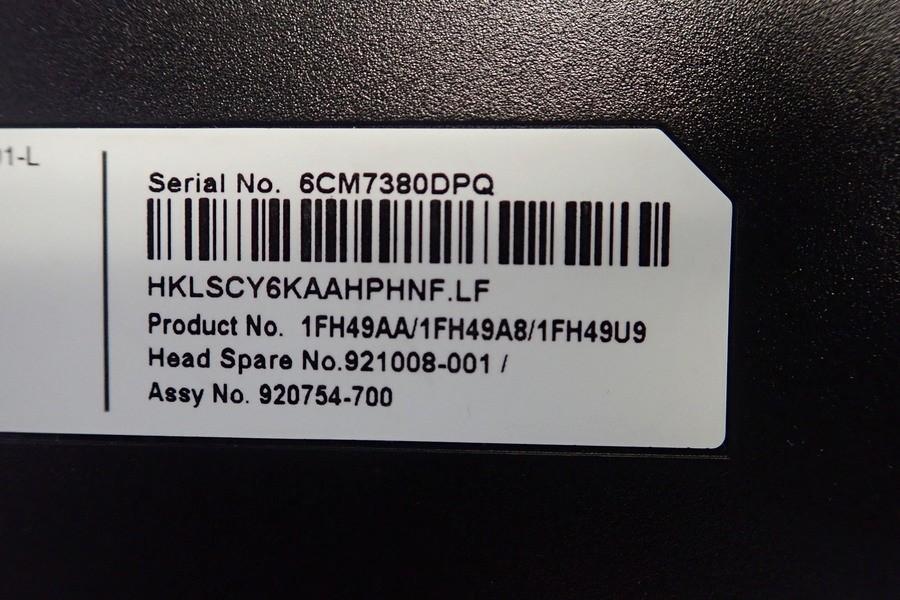 Serial No. 6CM7380DPQ
HKLSCY6KAAHPHNF.LF
Product No. 1FH49AA/1FH49A8/1FH49U9
Head Spare No.921008-001 /
Assy No. 920754-700